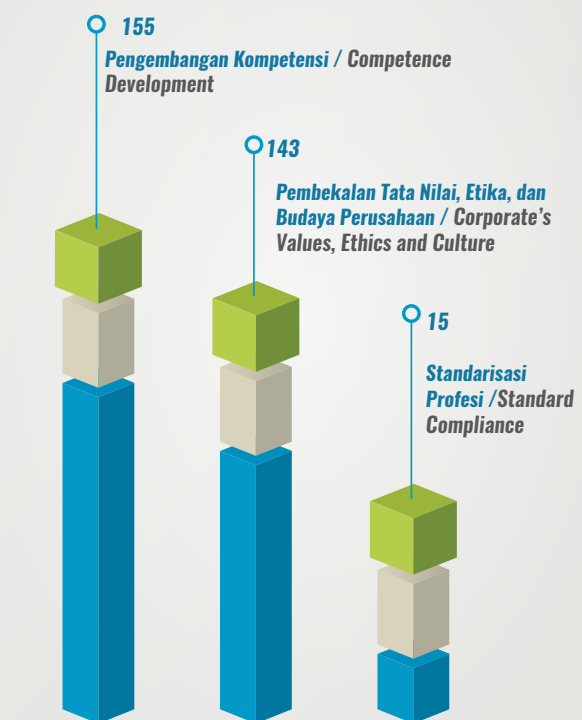 155
Pengembangan Kompetensi / Competence
Development
143
Pembekalan Tata Nilai, Etika, dan
Budaya Perusahaan / Corporate's
Values, Ethics and Culture
15
Standarisasi
Profesi /Standard
Compliance